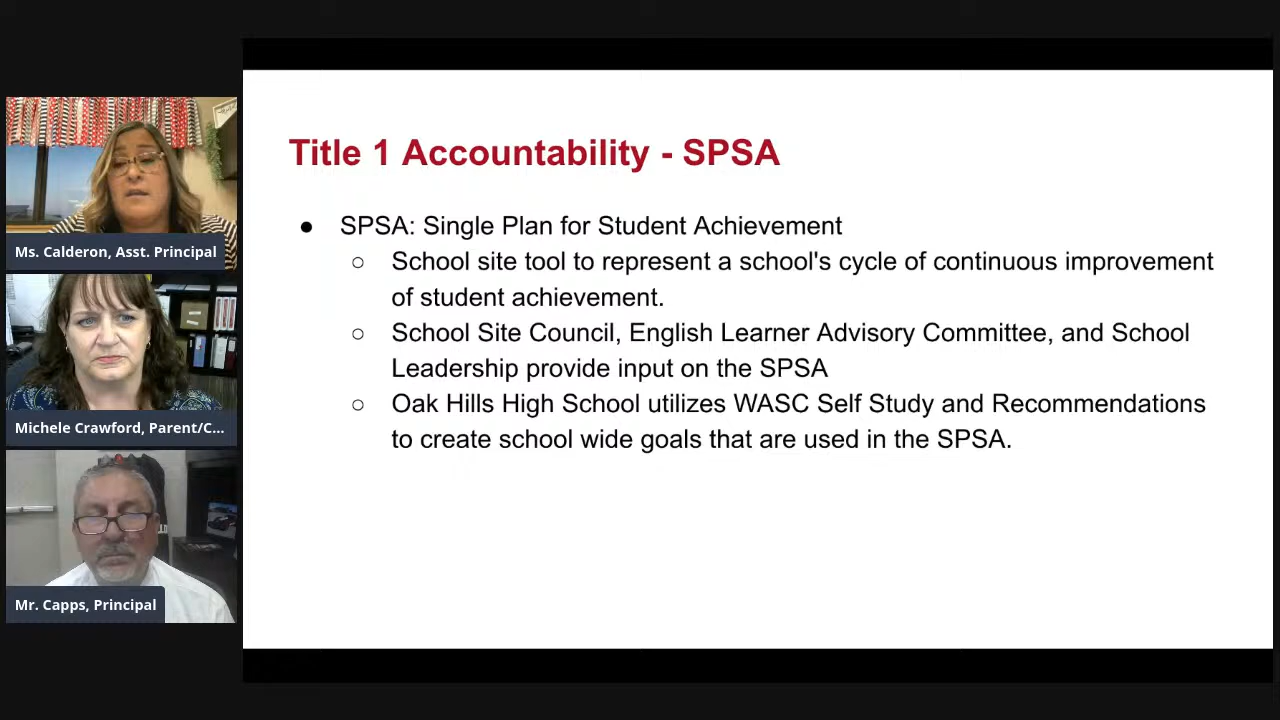 Title 1 Accountability - SPSA
● SPSA: Single Plan for Student Achievement
○ School site tool to represent a school's cycle of continuous improvement
of student achievement.
○ School Site Council, English Learner Advisory Committee, and School
Leadership provide input on the SPSA
○ Oak Hills High School utilizes WASC Self Study and Recommendations
to create school wide goals that are used in the SPSA.
Ms. Calderon, Asst. Principal
Michele Crawford, Parent/C...
Mr. Capps, Principal